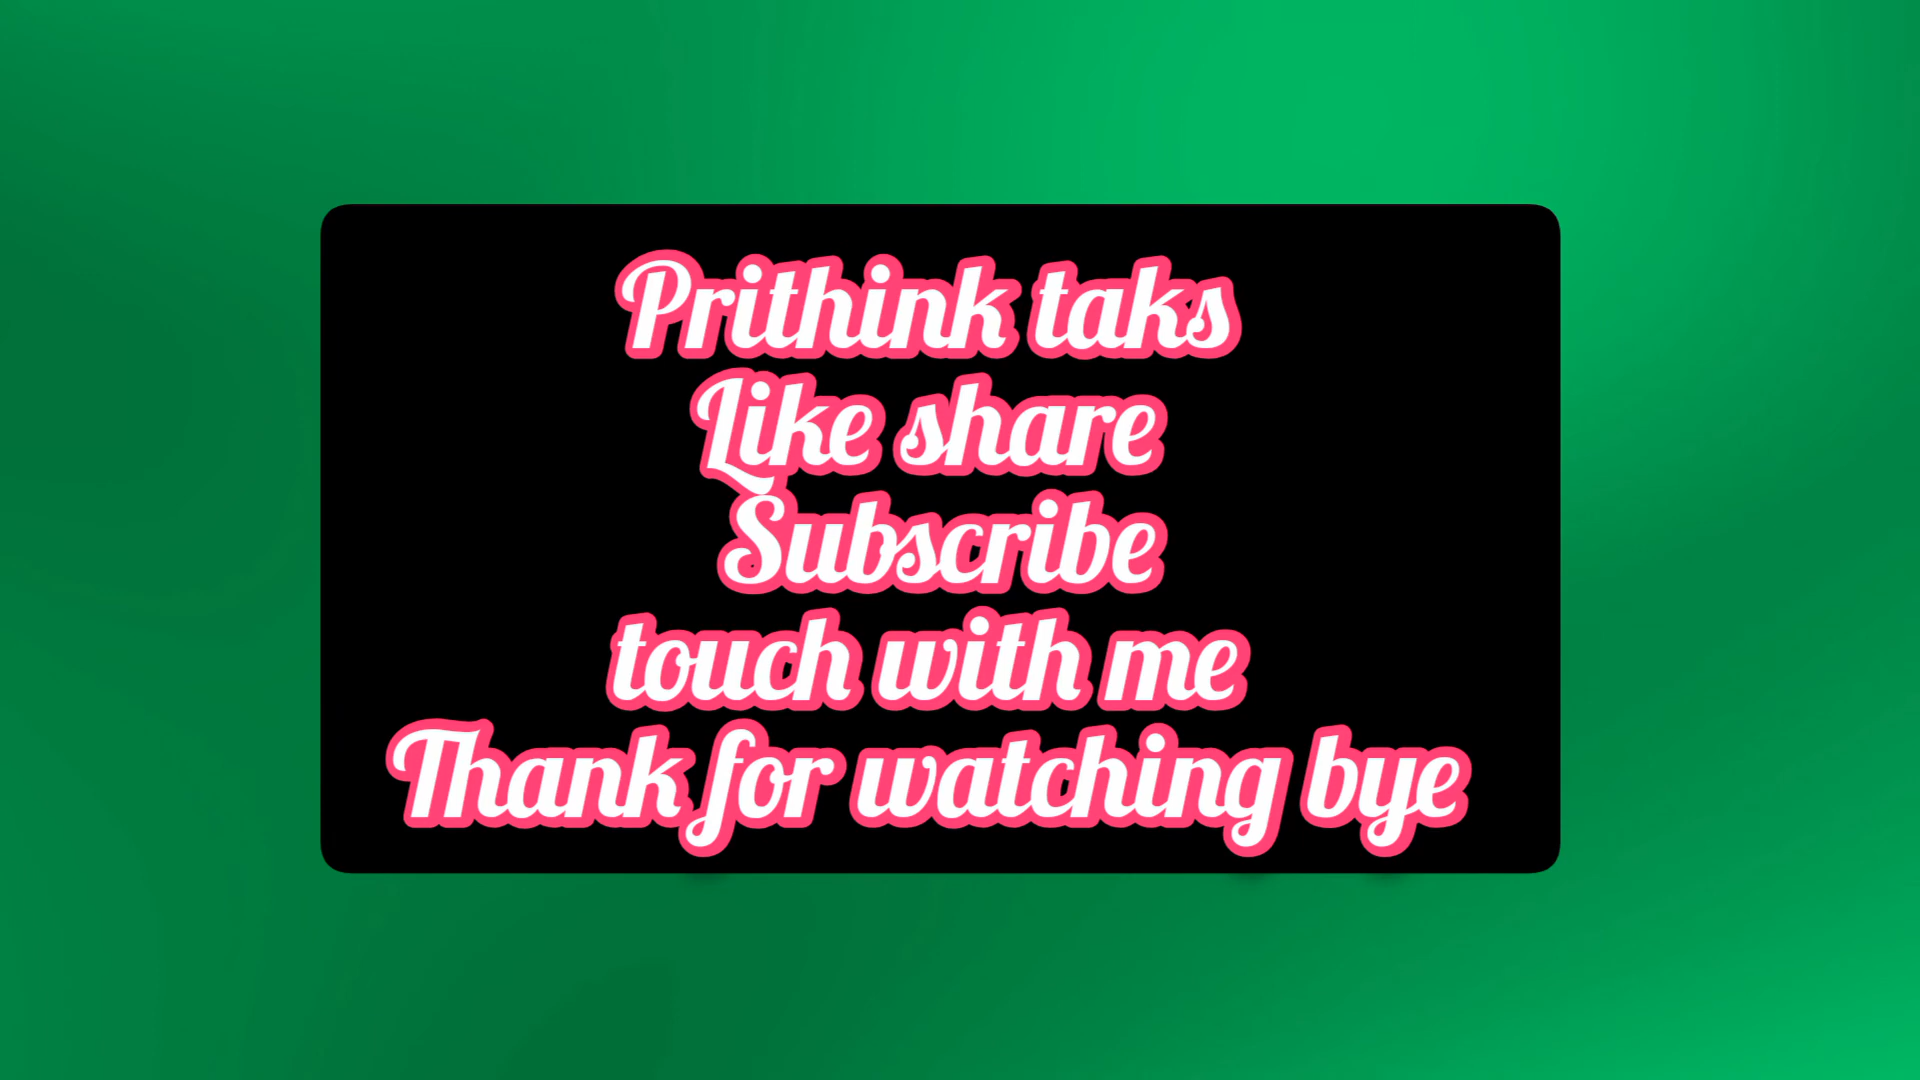 Prithink taks
Like share
Subscribe
touch with me
Thank for watching bye